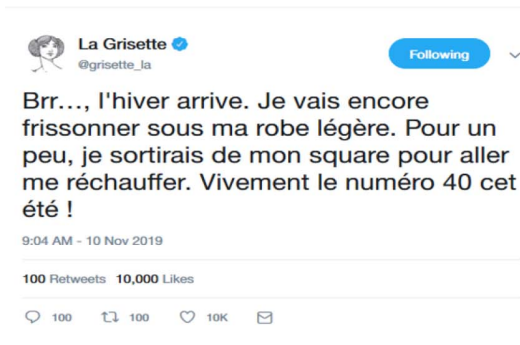 La Grisette
@grisette_la
Following
Brr..., l'hiver arrive. Je vais encore
frissonner sous ma robe légère. Pour un
peu, je sortirais de mon square pour aller
me réchauffer. Vivement le numéro 40 cet
été !
9:04 AM - 10 Nov 2019
100 Retweets 10,000 Likes
100 100 10K